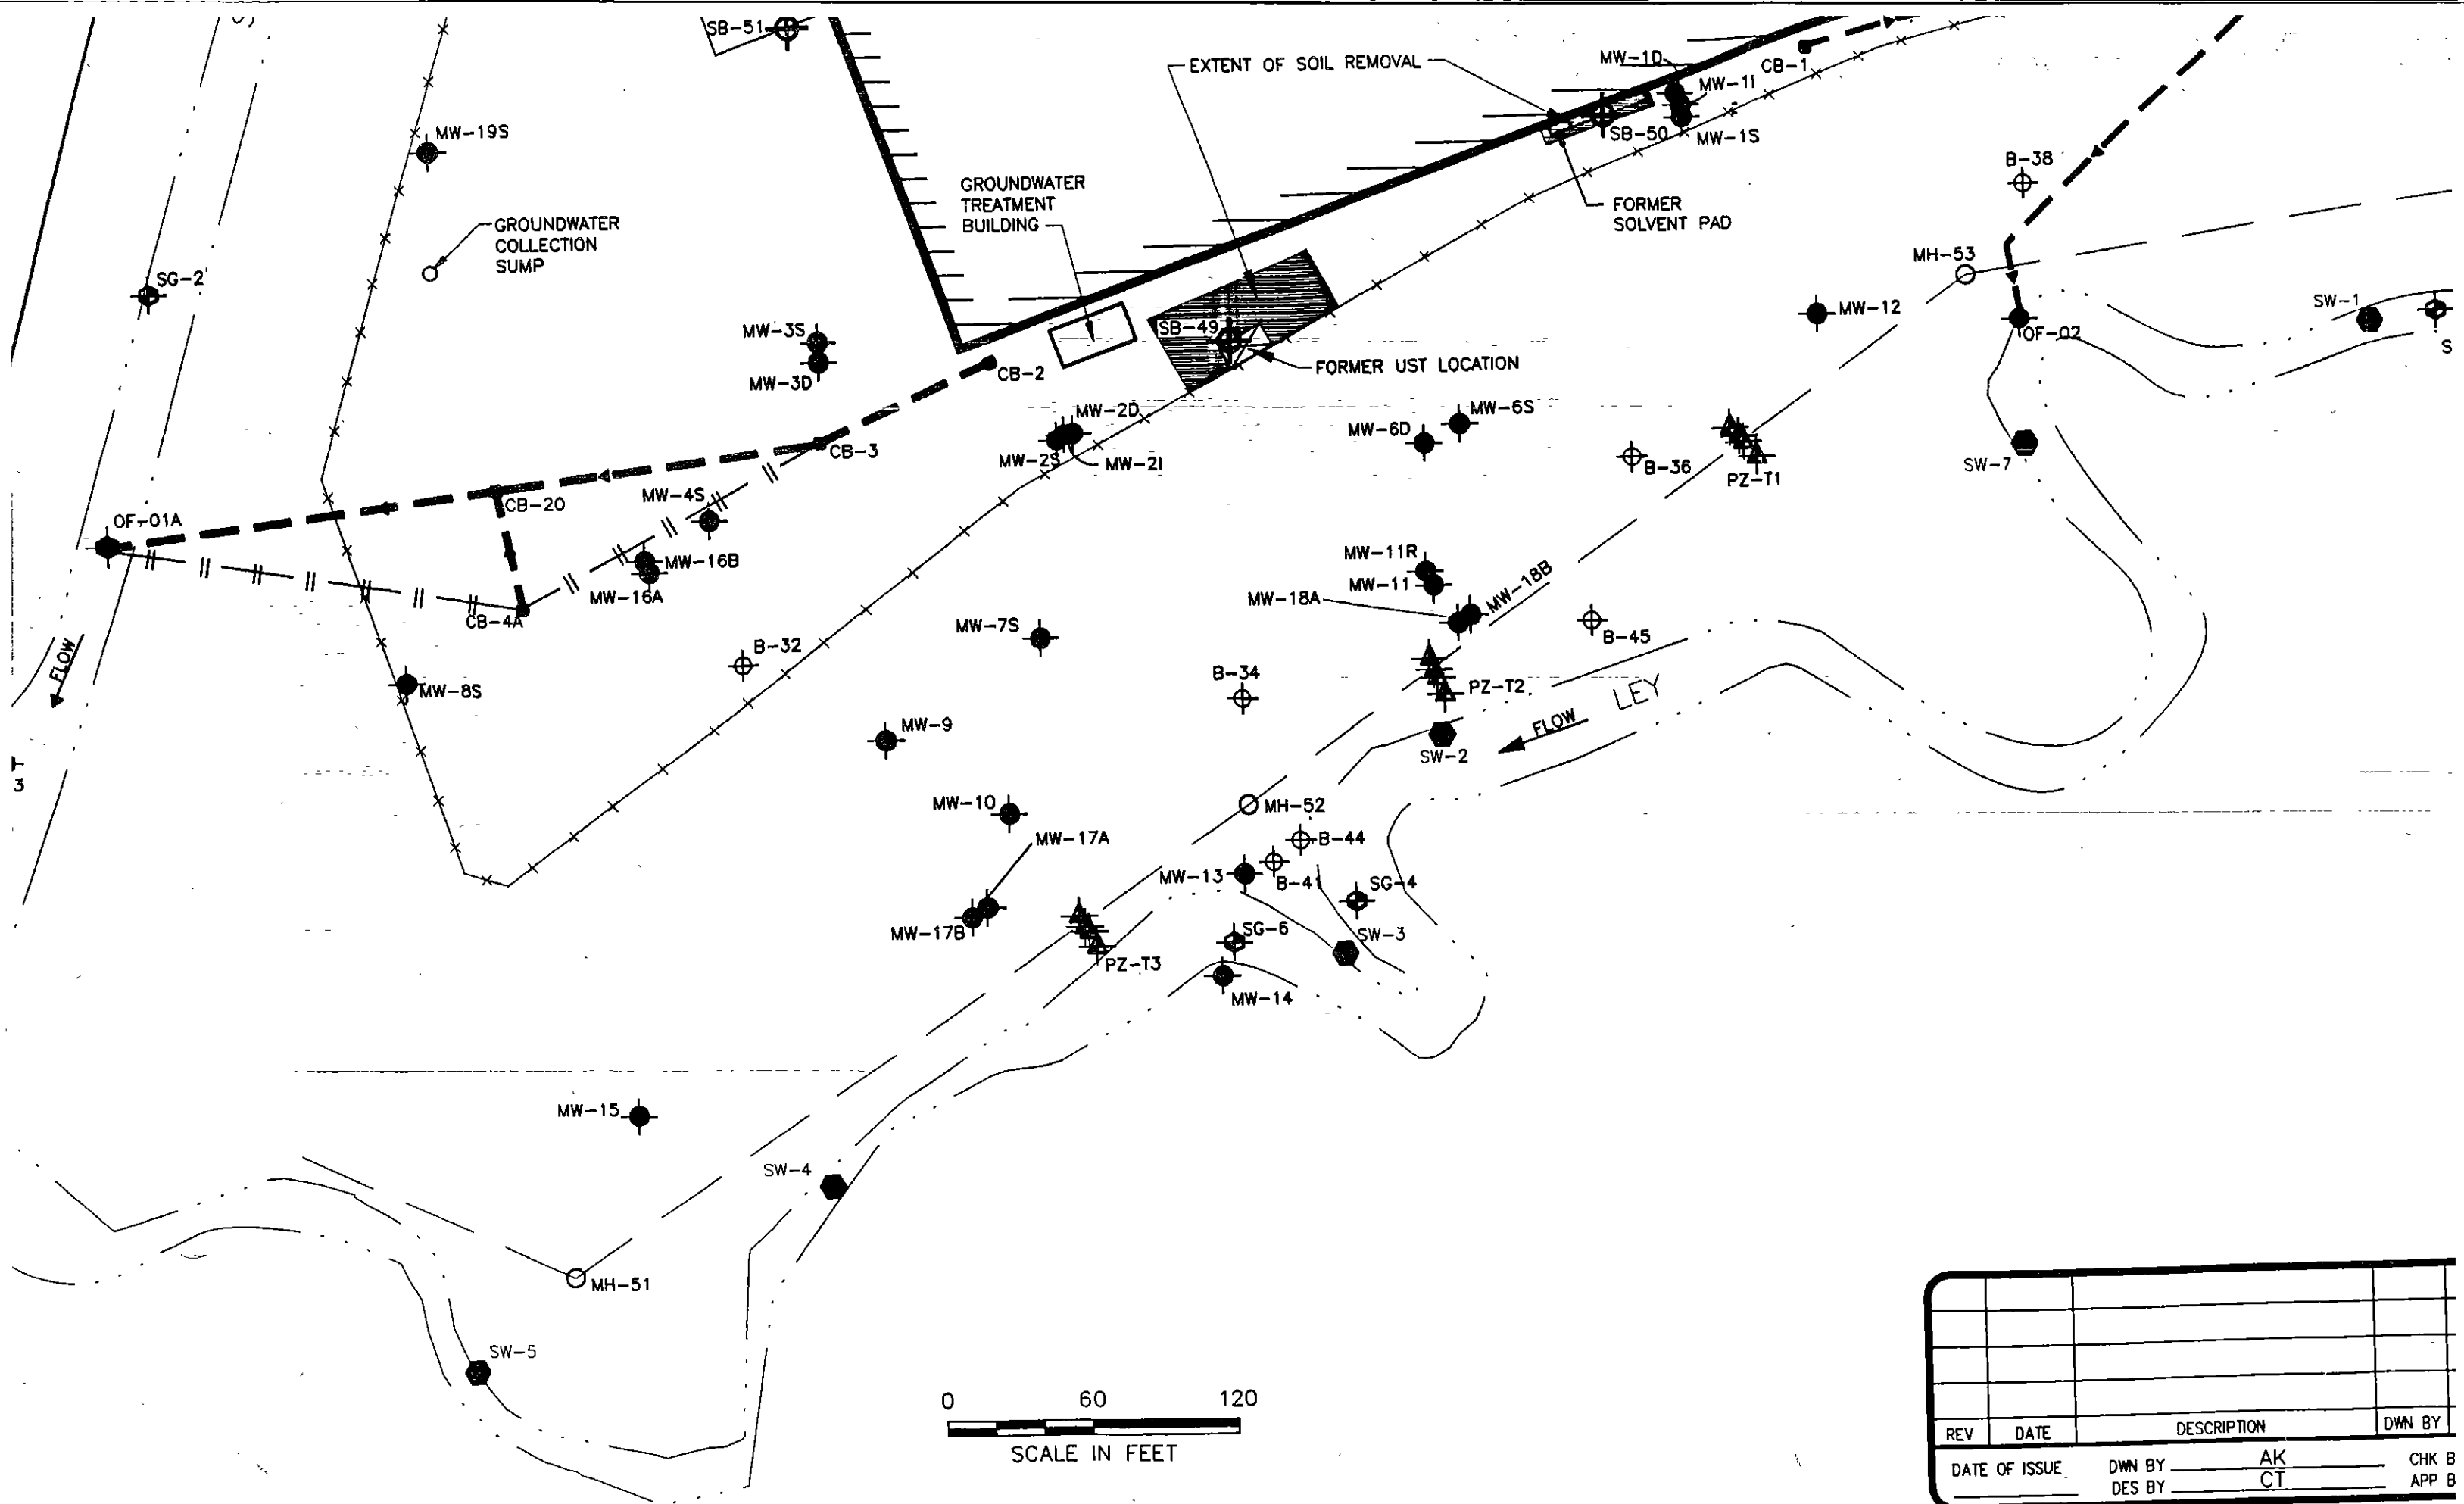 SB-51
EXTENT OF SOIL REMOVAL
MW-1D
CB-1
MW-1I
SB-50
MW-1S
MW-19S
B-38
GROUNDWATER
TREATMENT
BUILDING
FORMER
SOLVENT PAD
GROUNDWATER
COLLECTION
SUMP
MH-53
SG-2
SW-1
MW-12
S
MW-3S
SB-49
OF-02
MW-3D
CB-2
FORMER UST LOCATION
MW-2D
MW-6S
MW-6D
CB-3
MW-2S
MW-2I
B-36
SW-7
PZ-T1
MW-4S
CB-20
OF-01A
MW-16B
MW-11R
MW-11
MW-18B
MW-16A
MW-18A
CB-4A
MW-7S
B-45
B-32
FLOW
B-34
MW-8S
PZ-T2
LEY
MW-9
FLOW
SW-2
T
3
MW-10
MH-52
MW-17A
B-44
MW-13
B-41
SG-4
MW-17B
SG-6
SW-3
PZ-T3
MW-14
MW-15
SW-4
MH-51
SW-5
0 60 120
SCALE IN FEET
REV DATE DESCRIPTION DWN BY
DATE OF ISSUE DWN BY AK CHK B
DES BY CT APP B